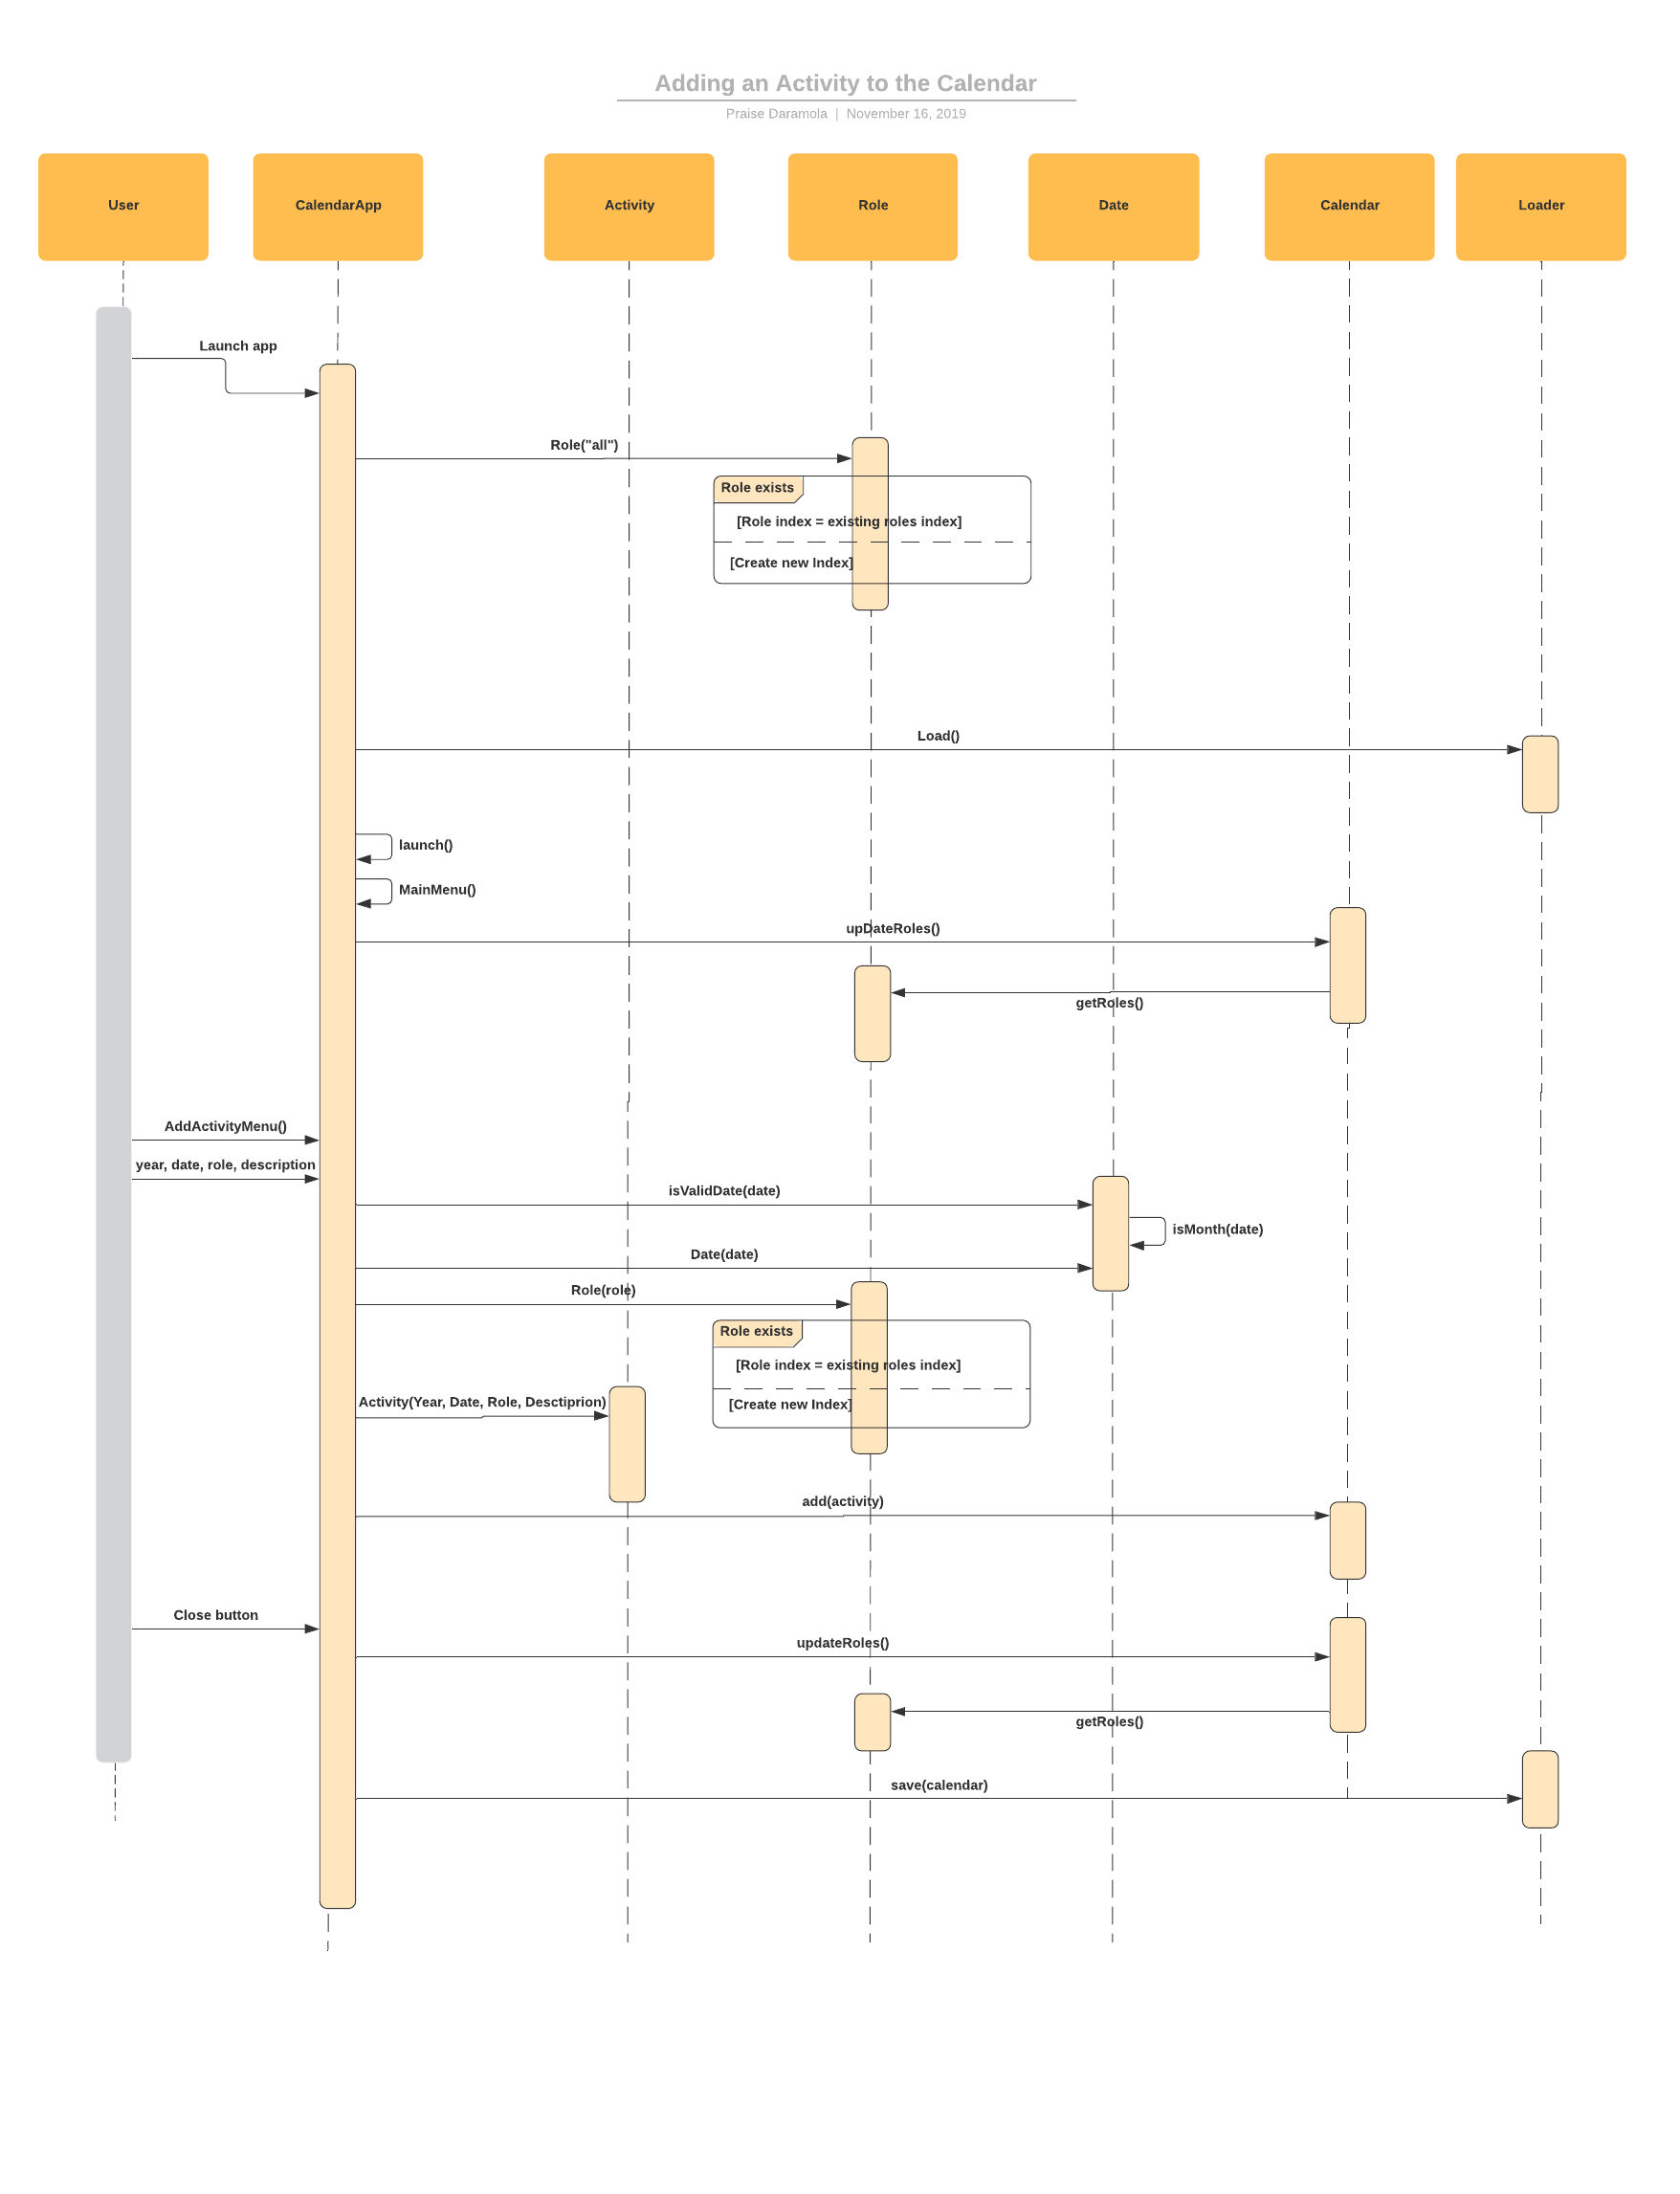 Adding an Activity to the Calendar
Praise Daramola | November 16, 2019
User
CalendarApp
Activity
Role
Date
Calendar
Loader
Launch app
Role("all")
Role exists
[Role index = existing roles index]
[Create new Index]
Load()
launch()
MainMenu()
upDateRoles()
getRoles()
AddActivityMenu()
year, date, role, description
isValidDate(date)
isMonth(date)
Date(date)
Role(role)
Role exists
[Role index = existing roles index]
Activity(Year, Date, Role, Desctiprion)
[Create new Index]
add(activity)
Close button
updateRoles()
getRoles()
save(calendar)